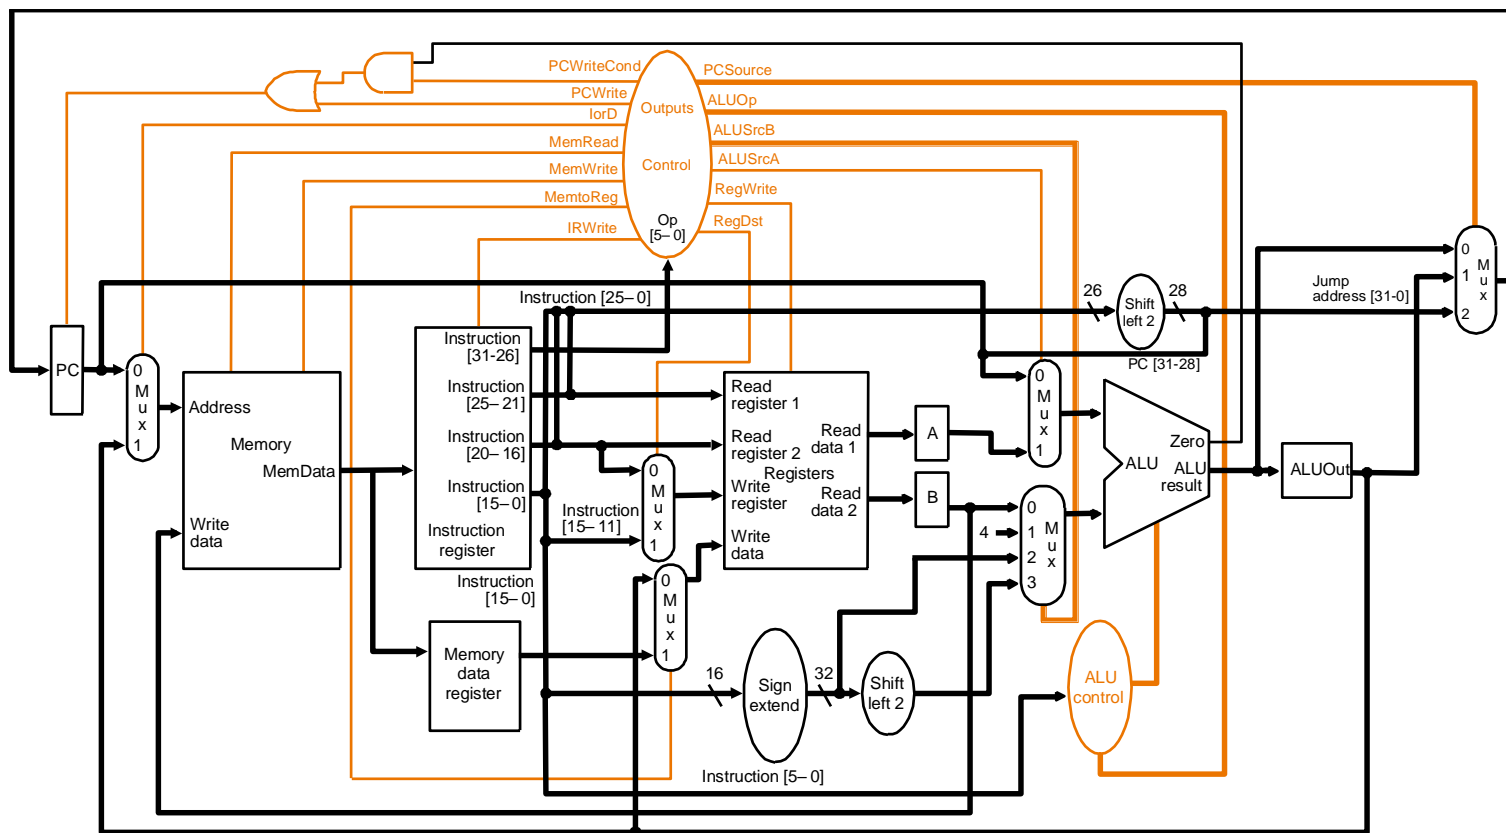 PCWriteCond
PCSource
PCWrite
ALUOp
IorD
Outputs
ALUSrcB
MemRead
ALUSrcA
MemWrite
Control
RegWrite
MemtoReg
RegDst
IRWrite
Op
[5–0]
0
M
u
x
1
2
Jump
address [31-0]
Instruction [25–0]
26
Shift
left 2
28
PC [31-28]
PC
0
M
u
x
1
Address
Memory
MemData
Write
data
Instruction
[31-26]
Instruction
[25–21]
Instruction
[20–16]
Instruction
[15–0]
Instruction
register
Instruction
[15–11]
0
M
u
x
1
Read
register 1
Read
register 2
Registers
Write
register
Write
data
Read
data 1
Read
data 2
A
B
0
M
u
x
1
4
0
1
2
3
M
u
x
Zero
ALU
ALU
result
ALUOut
Instruction
[15–0]
Memory
data
register
0
M
u
x
1
16
Sign
extend
32
Shift
left 2
ALU
control
Instruction [5–0]